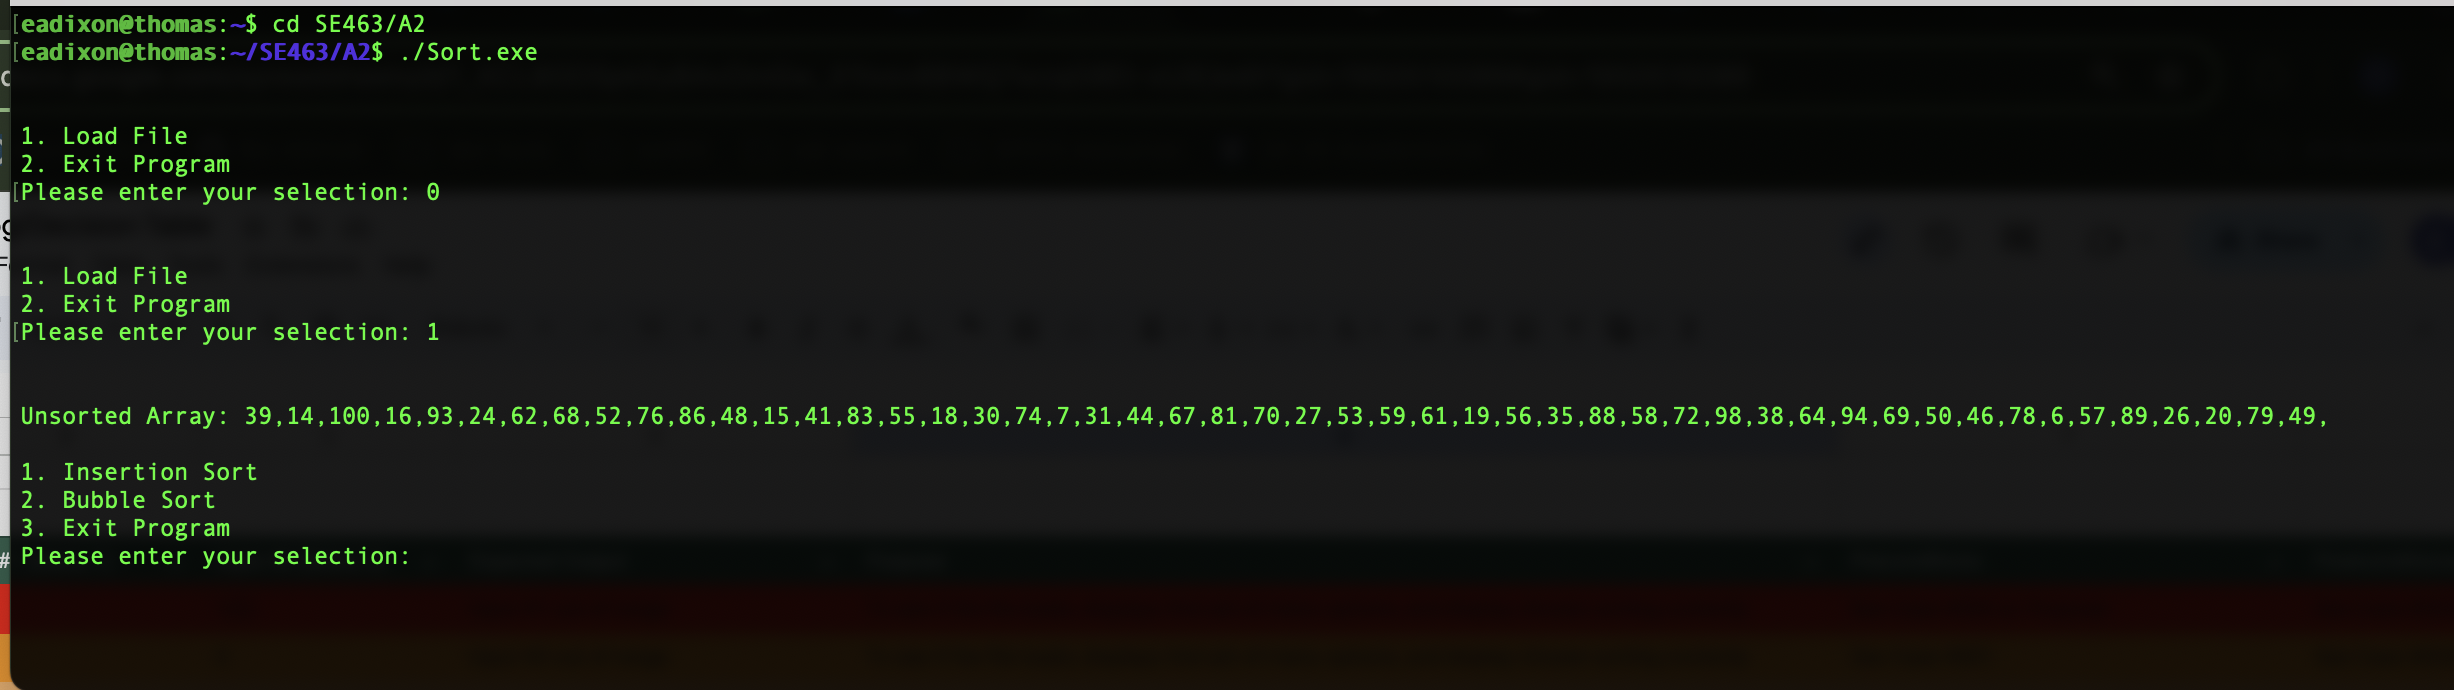 [eadixon@thomas:~$ cd SE463/A2
[eadixon@thomas:~/SE463/A2$ ./Sort.exe
1. Load File
2. Exit Program
[Please enter your selection: 0
1. Load File
2. Exit Program
[Please enter your selection: 1
Unsorted Array: 39,14,100,16,93,24,62,68,52,76,86,48,15,41,83,55,18,30,74,7,31,44,67,81,70,27,53,59,61,19,56,35,88,58,72,98,38,64,94,69,50,46,78,6,57,89,26,20,79,49,
1. Insertion Sort
2. Bubble Sort
3. Exit Program
Please enter your selection: